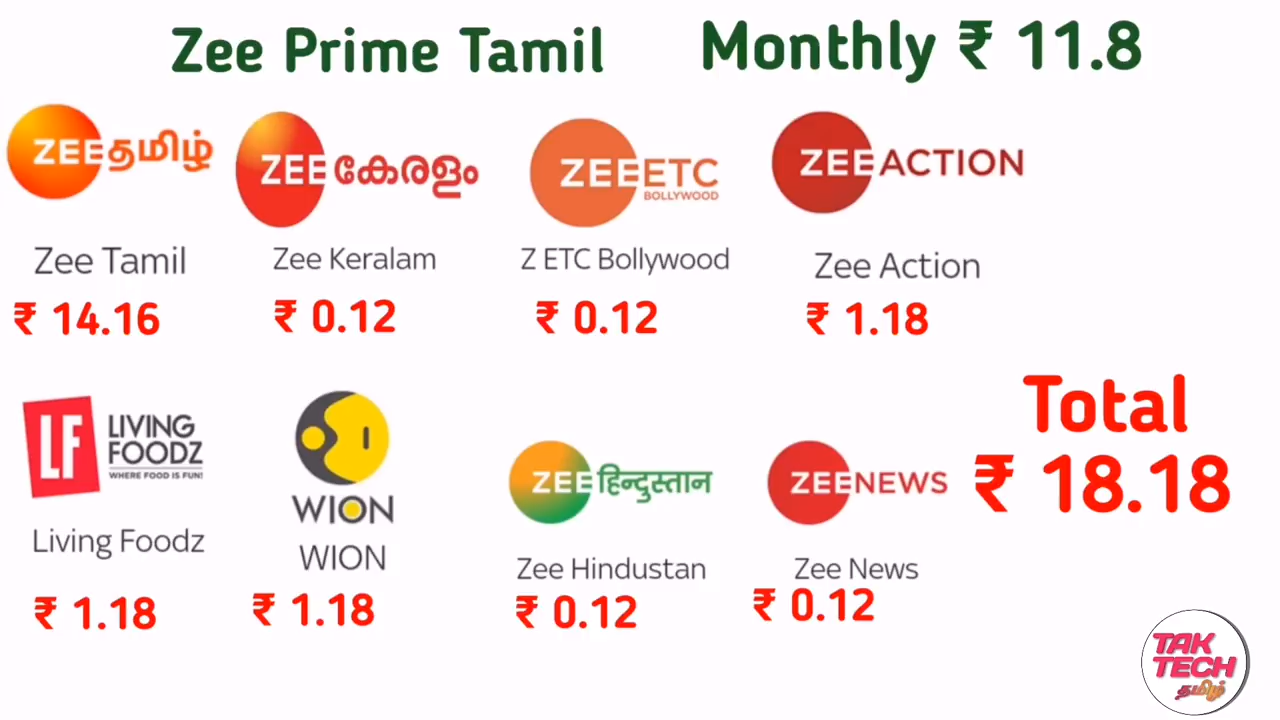 Zee Prime Tamil Monthly ₹ 11.8
ZEE தமிழ்
ZEE കേരളം
ZEE ETC
BOLLYWOOD
ZEE ACTION
Zee Tamil
Zee Keralam
Z ETC Bollywood
Zee Action
₹ 14.16
₹ 0.12
₹ 0.12
₹ 1.18
LF LIVING
FOODZ
WHERE FOOD IS FUN!
WION
ZEE हिन्दुस्तान
ZEE NEWS
Total
₹ 18.18
Living Foodz
WION
Zee Hindustan
Zee News
₹ 1.18
₹ 1.18
₹ 0.12
₹ 0.12
TAK
TECH
தமிழ்